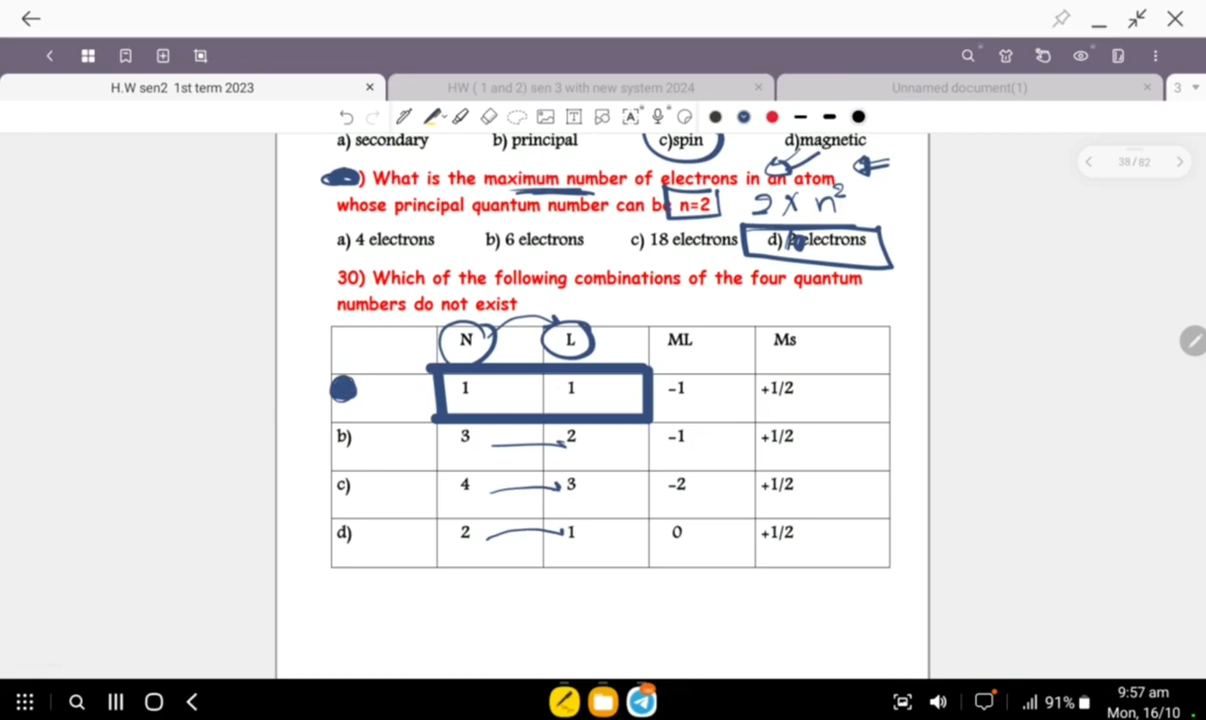 H.W sen2 1st term 2023
HW ( 1 and 2) sen 3 with new system 2024
Unnamed document(1)
3
38/82
a) secondary b) principal c)spin d)magnetic
) What is the maximum number of electrons in an atom
whose principal quantum number can be n=2 2 × n²
a) 4 electrons b) 6 electrons c) 18 electrons d) electrons
30) Which of the following combinations of the four quantum
numbers do not exist
N L ML Ms
1 1 -1 +1/2
b) 3 2 -1 +1/2
c) 4 3 -2 +1/2
d) 2 1 0 +1/2
91%
9:57 am
Mon, 16/10